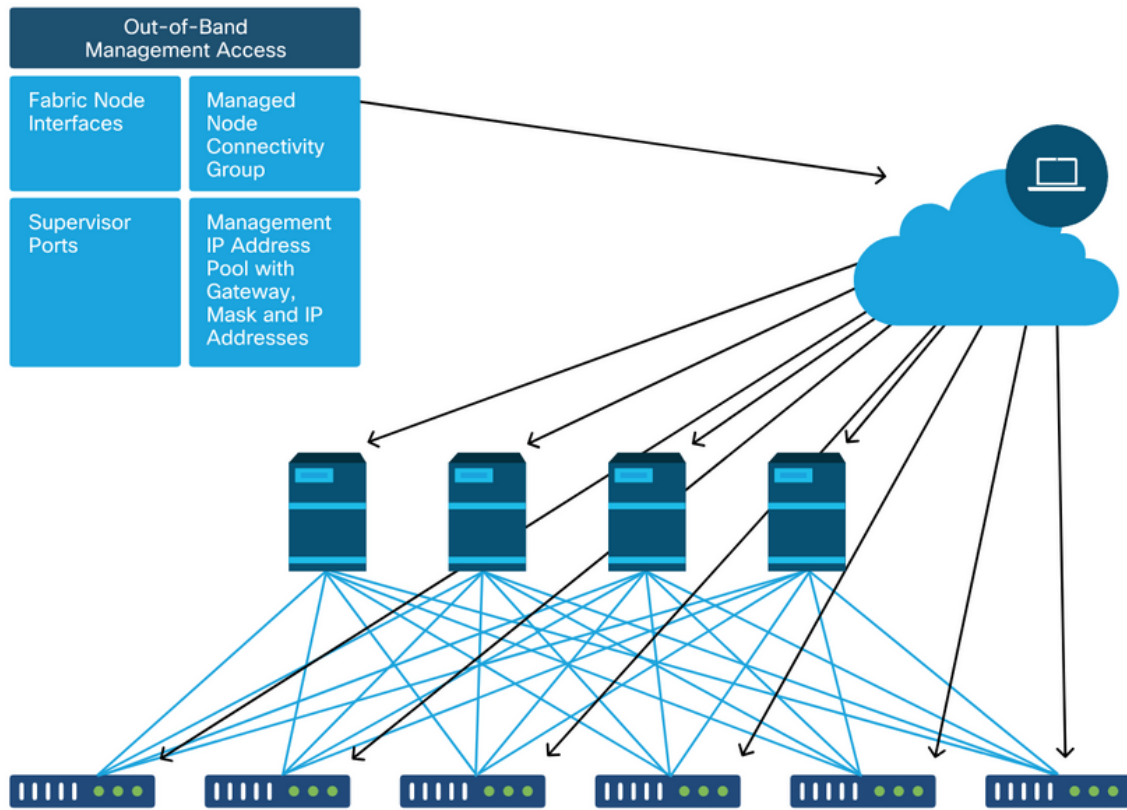 Out-of-Band
Management Access
Fabric Node
Interfaces
Managed
Node
Connectivity
Group
Supervisor
Ports
Management
IP Address
Pool with
Gateway,
Mask and IP
Addresses